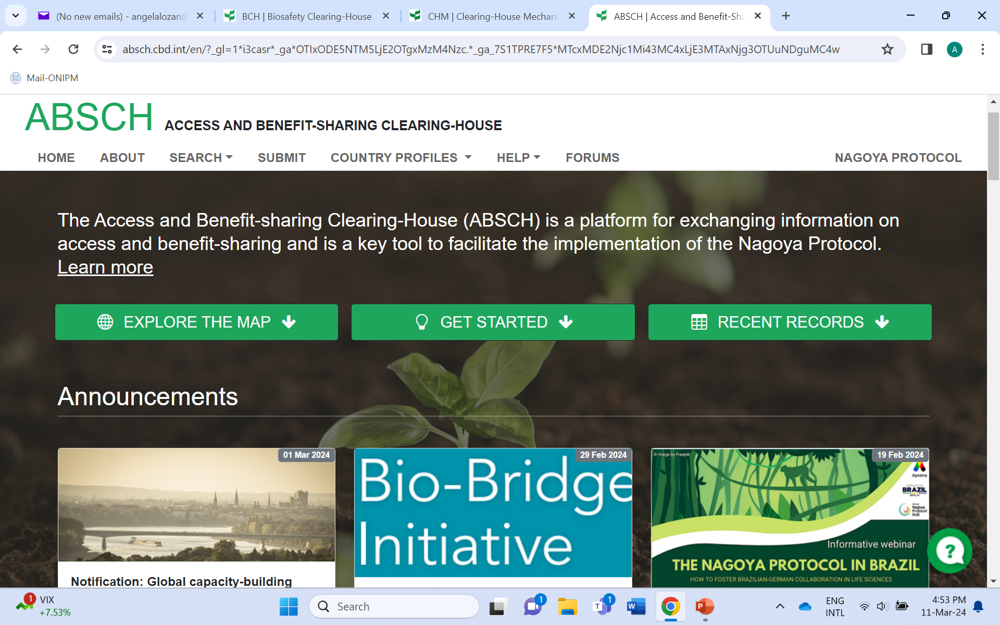 (No new emails) - angelalozan@
BCH | Biosafety Clearing-House
CHM | Clearing-House Mechani
ABSCH | Access and Benefit-Sha
absch.cbd.int/en/?_gl=1*i3casr*_ga*OTIxODE5NTM5LjE2OTgxMzM4Nzc.*_ga_7S1TPRE7F5*MTcxMDE2Njc1Mi43MC4xLjE3MTAxNjg3OTUuNDguMC4w
A
Mail-ONIPM
ABSCH ACCESS AND BENEFIT-SHARING CLEARING-HOUSE
HOME ABOUT SEARCH SUBMIT COUNTRY PROFILES HELP FORUMS NAGOYA PROTOCOL
The Access and Benefit-sharing Clearing-House (ABSCH) is a platform for exchanging information on
access and benefit-sharing and is a key tool to facilitate the implementation of the Nagoya Protocol.
Learn more
EXPLORE THE MAP
GET STARTED
RECENT RECORDS
Announcements
01 Mar 2024
Notification: Global capacity-building
29 Feb 2024
Bio-Bridge
Initiative
19 Feb 2024
© Image by Freepik
Apoena
EMBASSY OF
BRAZIL
BERLIN
German
Nagoya
Protocol
HuB
Informative webinar
THE NAGOYA PROTOCOL IN BRAZIL
HOW TO FOSTER BRAZILIAN-GERMAN COLLABORATION IN LIFE SCIENCES
?
1
VIX
+7.53%
Search
1
T
1
W
P
ENG
INTL
4:53 PM
11-Mar-24